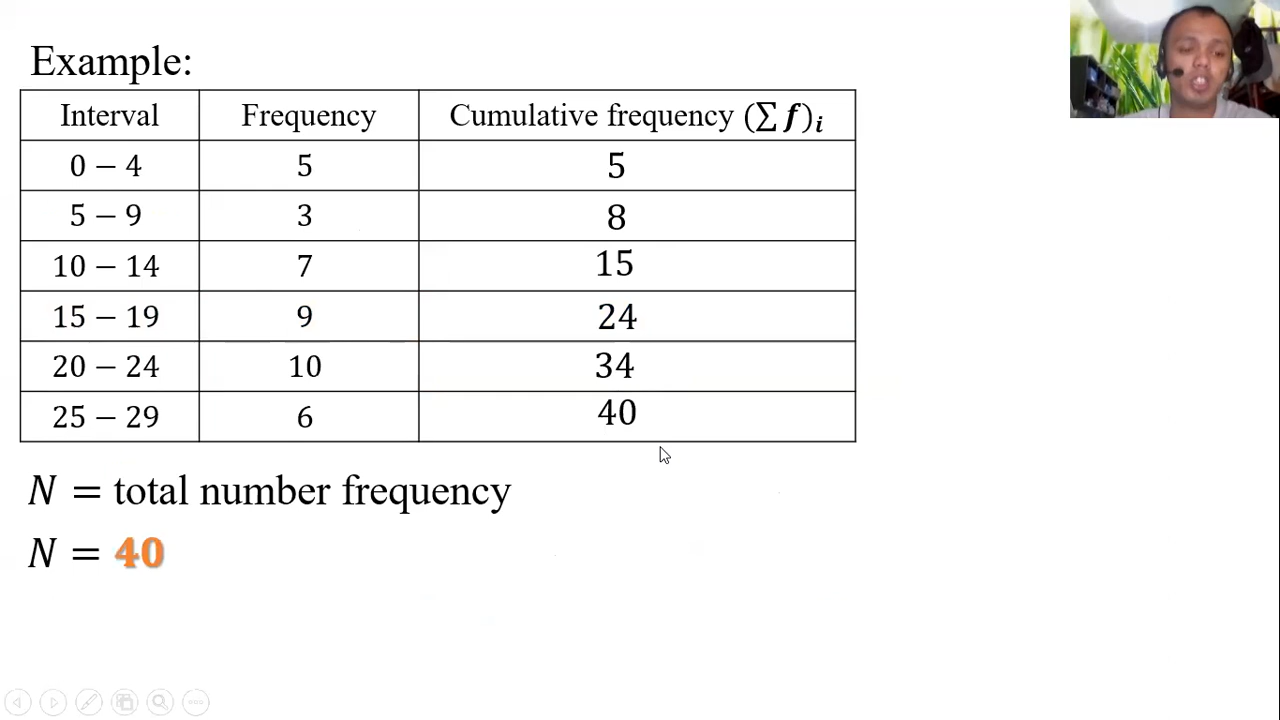 Example:
Interval Frequency Cumulative frequency (∑ f)ᵢ
0 − 4 5 5
5 − 9 3 8
10 − 14 7 15
15 − 19 9 24
20 − 24 10 34
25 − 29 6 40
N = total number frequency
N = 40